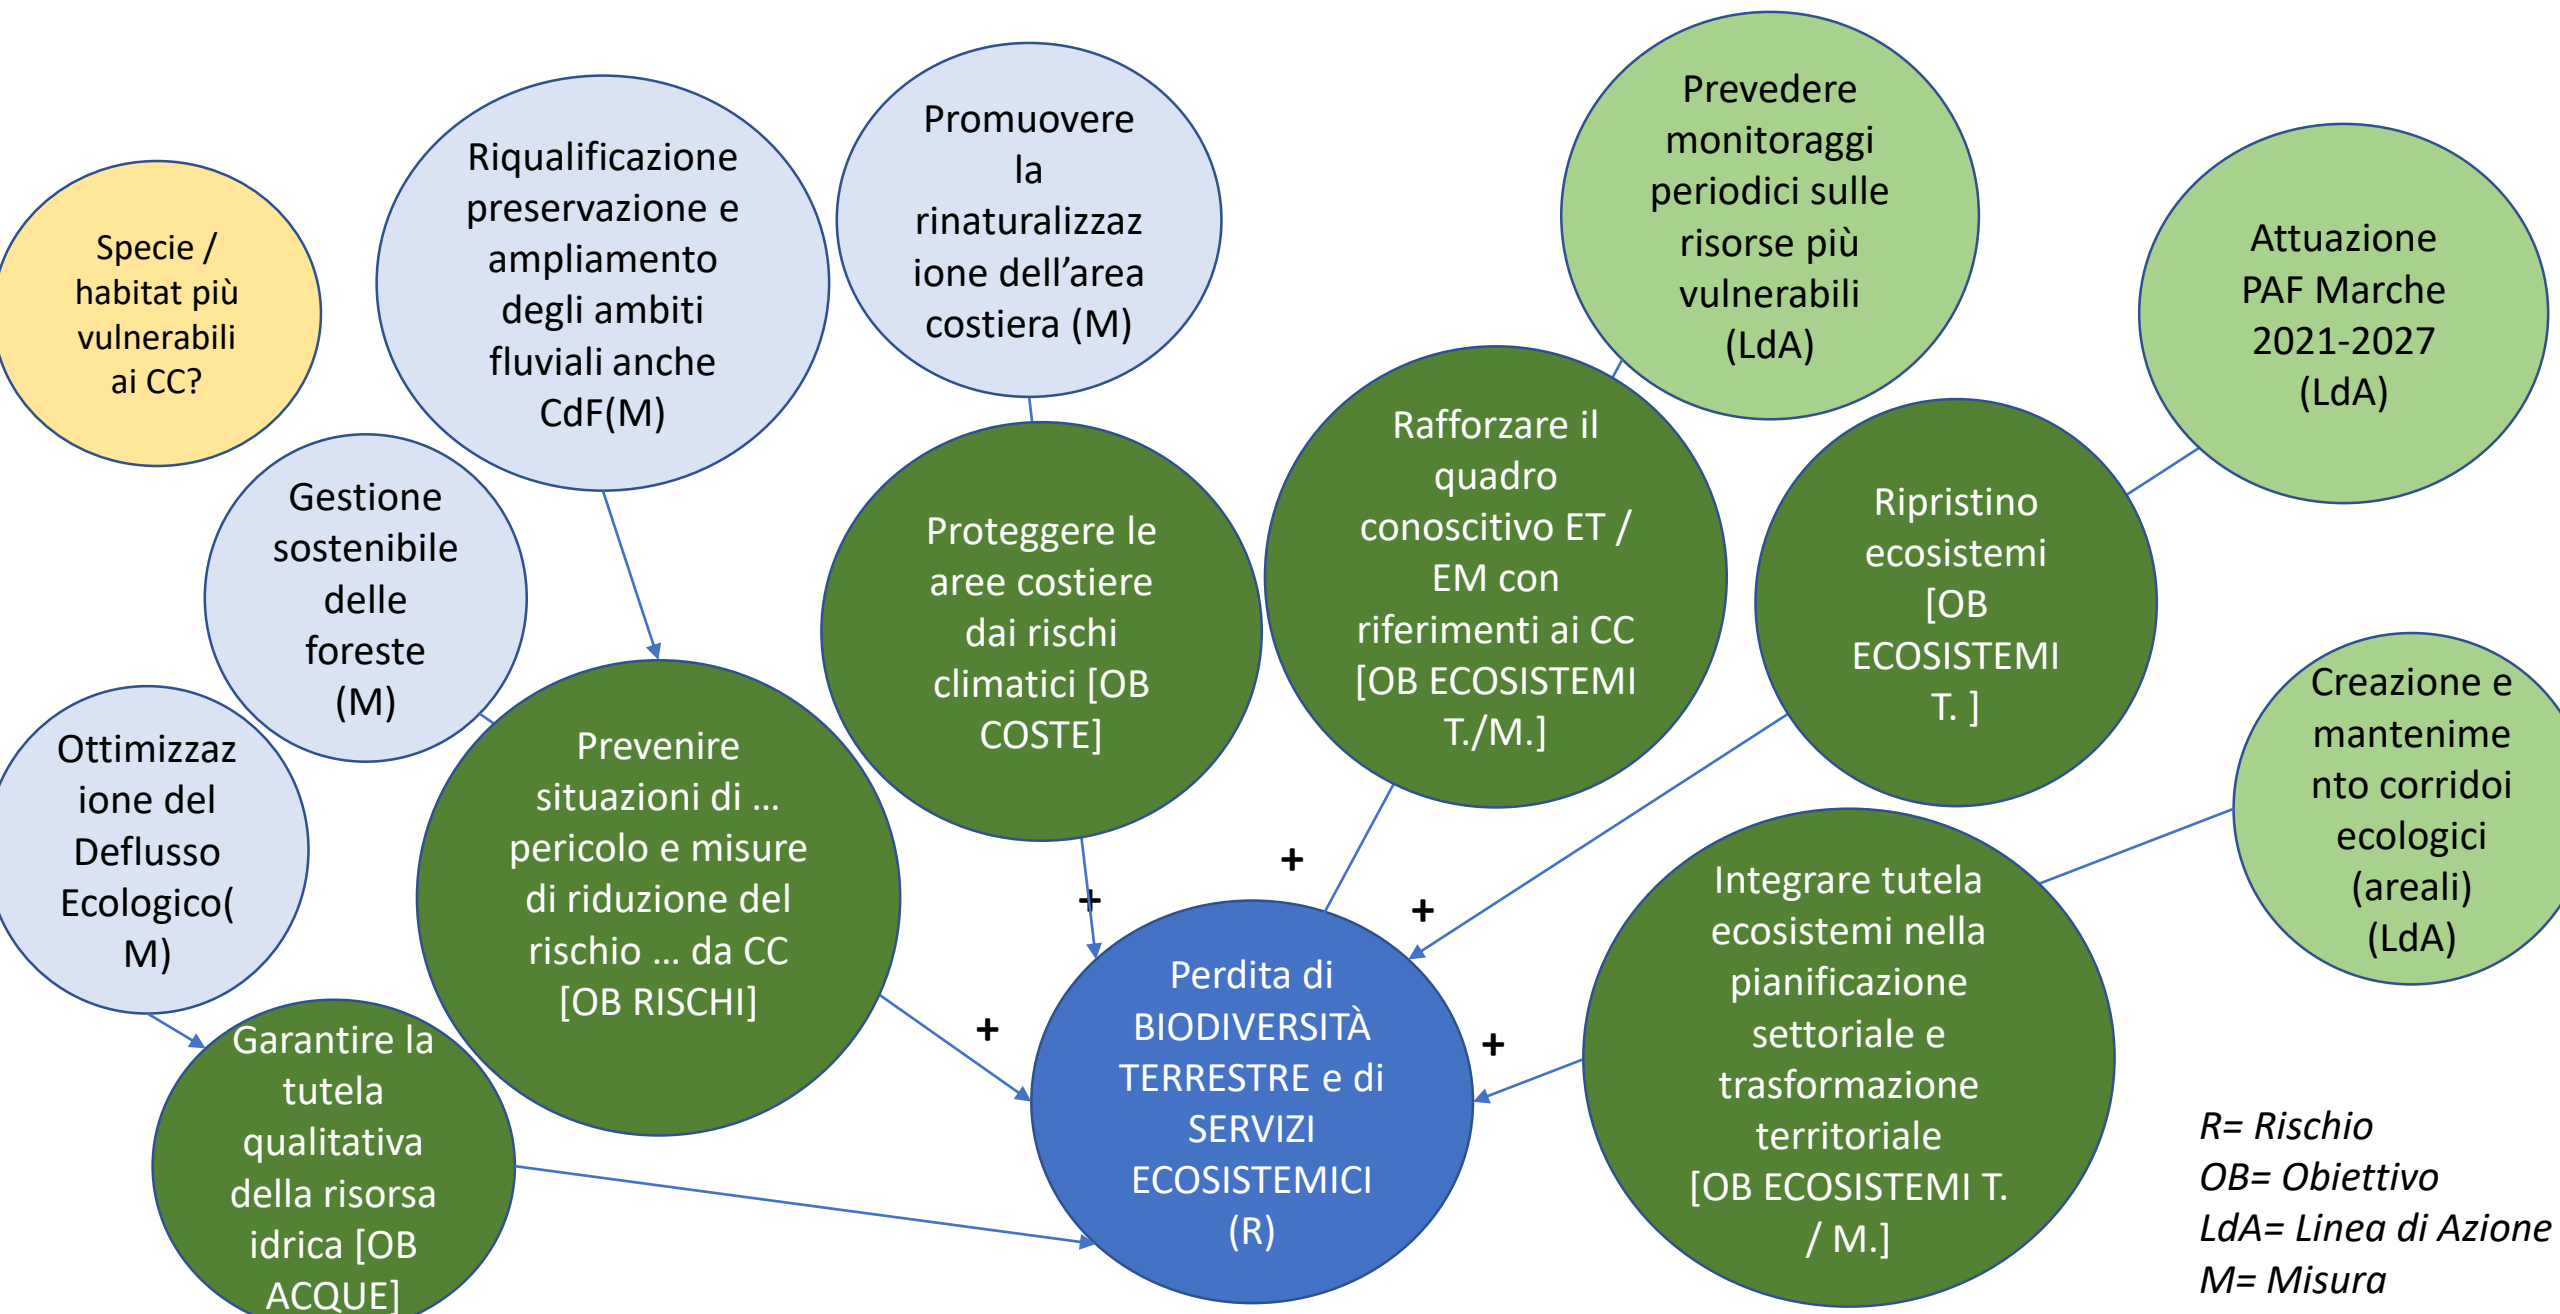 Specie /
habitat più
vulnerabili
ai CC?
Riqualificazione
preservazione e
ampliamento
degli ambiti
fluviali anche
CdF(M)
Promuovere
la
rinaturalizzaz
ione dell’area
costiera (M)
Prevedere
monitoraggi
periodici sulle
risorse più
vulnerabili
(LdA)
Attuazione
PAF Marche
2021-2027
(LdA)
Gestione
sostenibile
delle
foreste
(M)
Proteggere le
aree costiere
dai rischi
climatici [OB
COSTE]
Rafforzare il
quadro
conoscitivo ET /
EM con
riferimenti ai CC
[OB ECOSISTEMI
T./M.]
Ripristino
ecosistemi
[OB
ECOSISTEMI
T. ]
Creazione e
mantenime
nto corridoi
ecologici
(areali)
(LdA)
Ottimizzaz
ione del
Deflusso
Ecologico(
M)
Prevenire
situazioni di …
pericolo e misure
di riduzione del
rischio … da CC
[OB RISCHI]
+
+
+
+
+
Garantire la
tutela
qualitativa
della risorsa
idrica [OB
ACQUE]
Perdita di
BIODIVERSITÀ
TERRESTRE e di
SERVIZI
ECOSISTEMICI
(R)
Integrare tutela
ecosistemi nella
pianificazione
settoriale e
trasformazione
territoriale
[OB ECOSISTEMI T.
/ M.]
R= Rischio
OB= Obiettivo
LdA= Linea di Azione
M= Misura